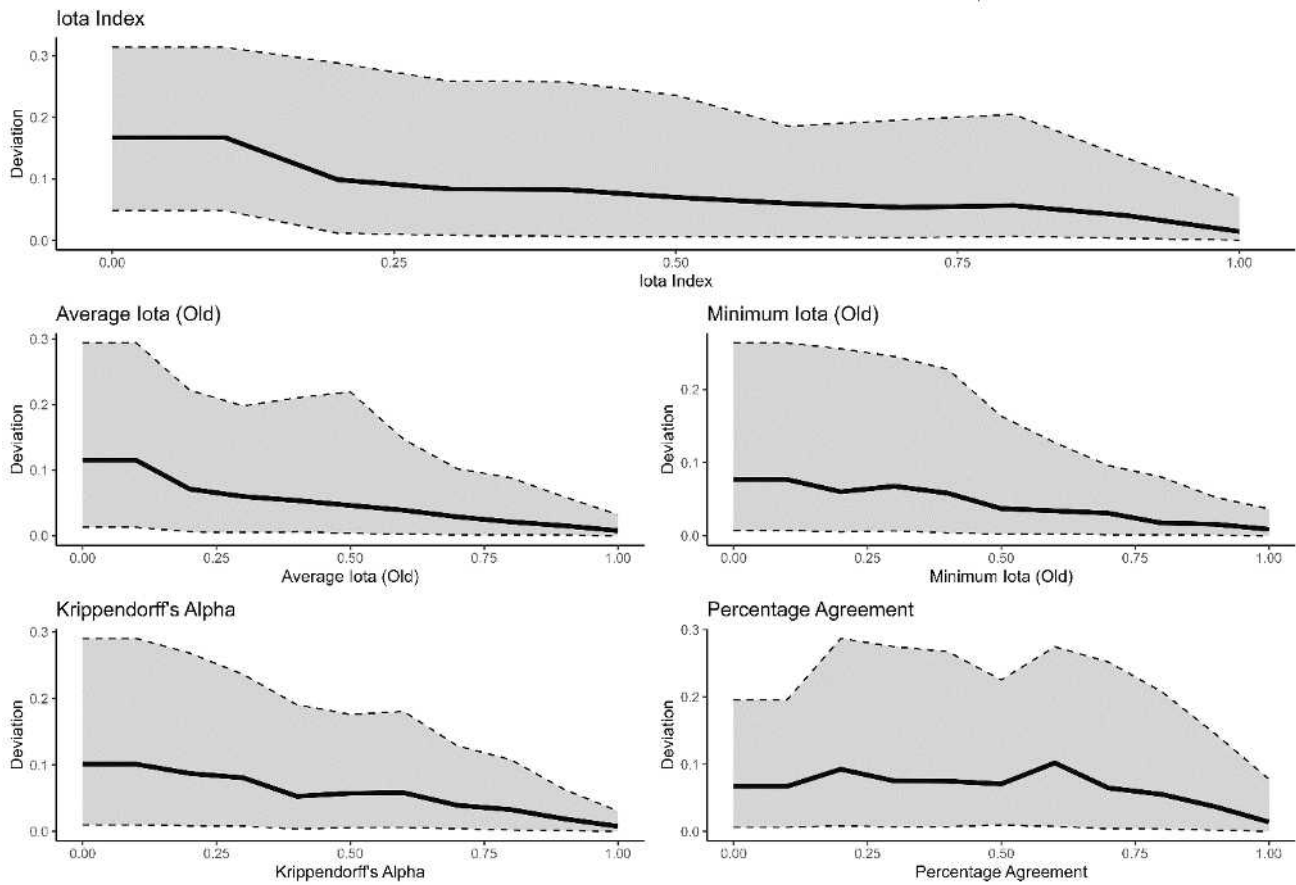 Iota Index
Deviation
0.3
0.2
0.1
0.0
0.00 0.25 0.50 0.75 1.00
Iota Index
Average Iota (Old)
Deviation
0.3
0.2
0.1
0.0
0.00 0.25 0.50 0.75 1.00
Average Iota (Old)
Minimum Iota (Old)
Deviation
0.2
0.1
0.0
0.00 0.25 0.50 0.75 1.00
Minimum Iota (Old)
Krippendorff's Alpha
Deviation
0.3
0.2
0.1
0.0
0.00 0.25 0.50 0.75 1.00
Krippendorff's Alpha
Percentage Agreement
Deviation
0.3
0.2
0.1
0.0
0.00 0.25 0.50 0.75 1.00
Percentage Agreement